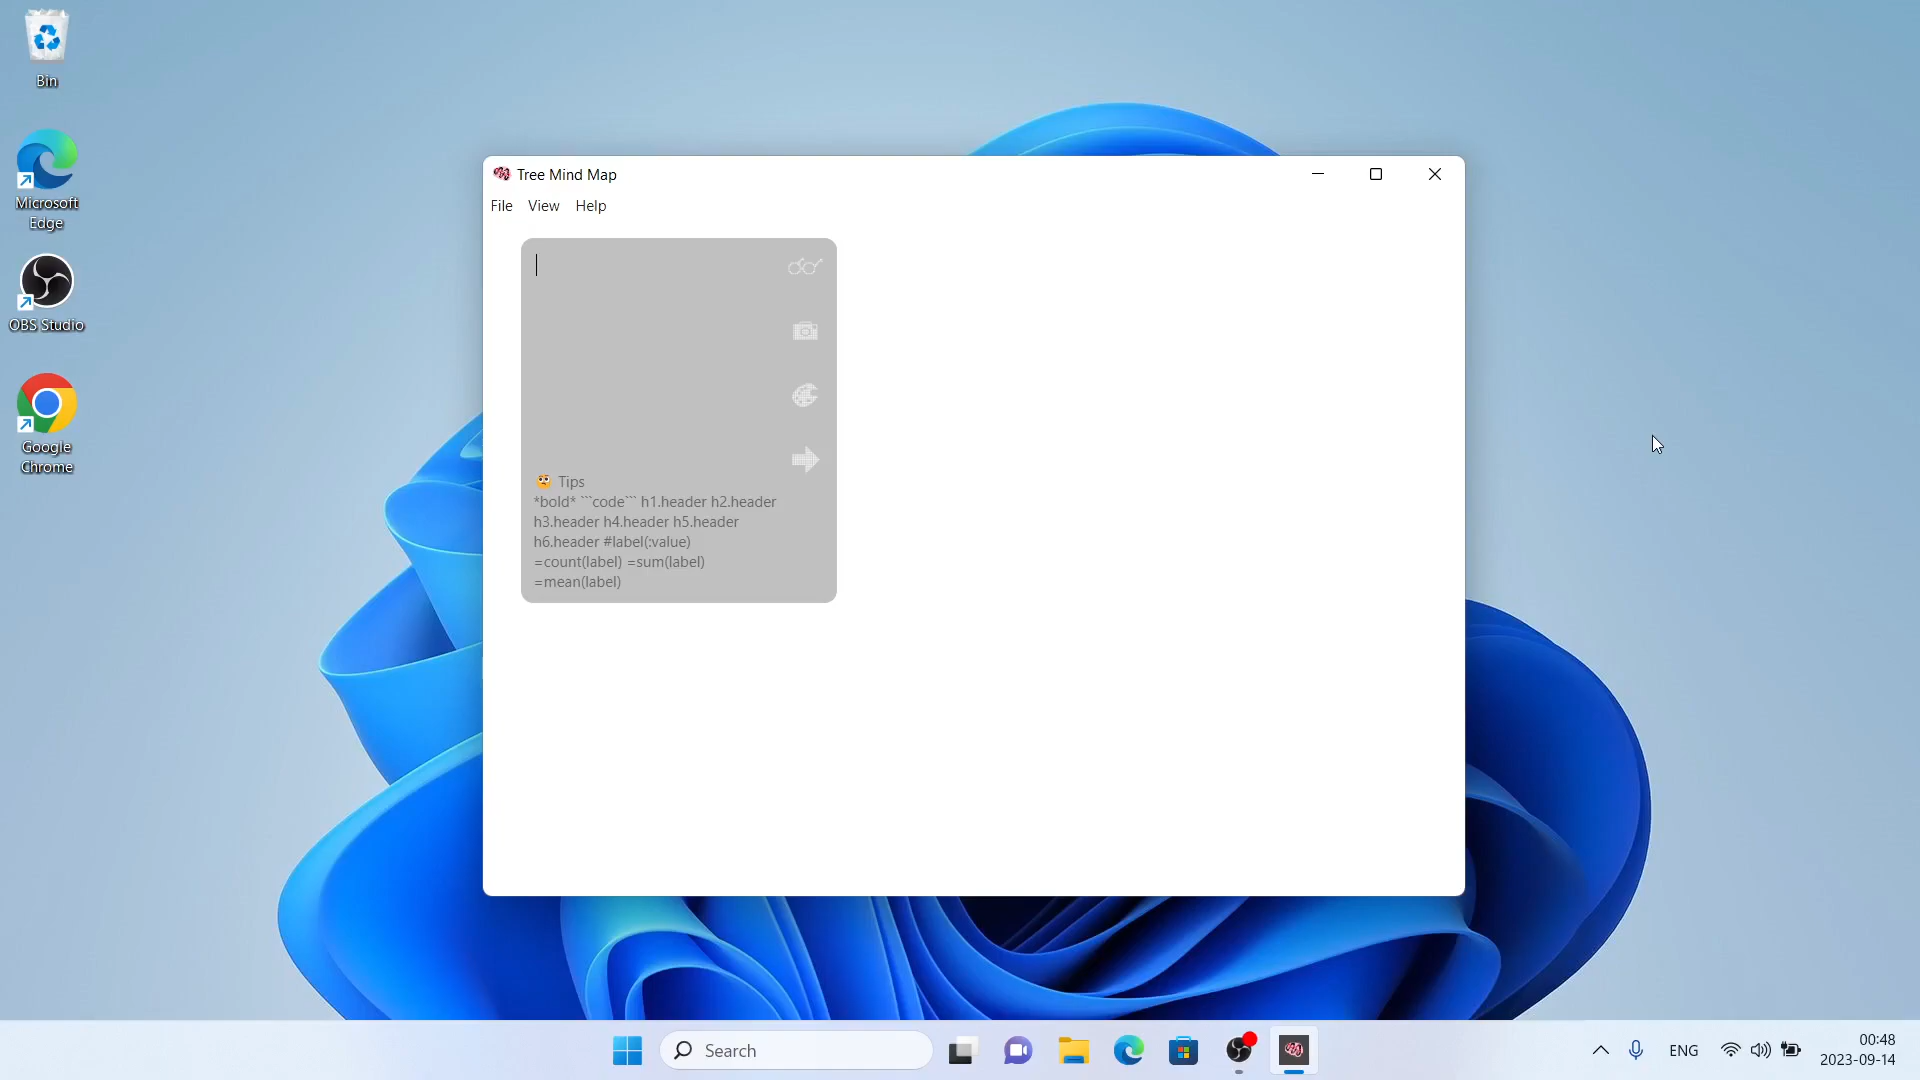 Bin
Microsoft
Edge
OBS Studio
Google
Chrome
Tree Mind Map
File View Help
Tips
*bold* ```code``` h1.header h2.header
h3.header h4.header h5.header
h6.header #label(:value)
=count(label) =sum(label)
=mean(label)
Search
ENG
00:48
2023-09-14